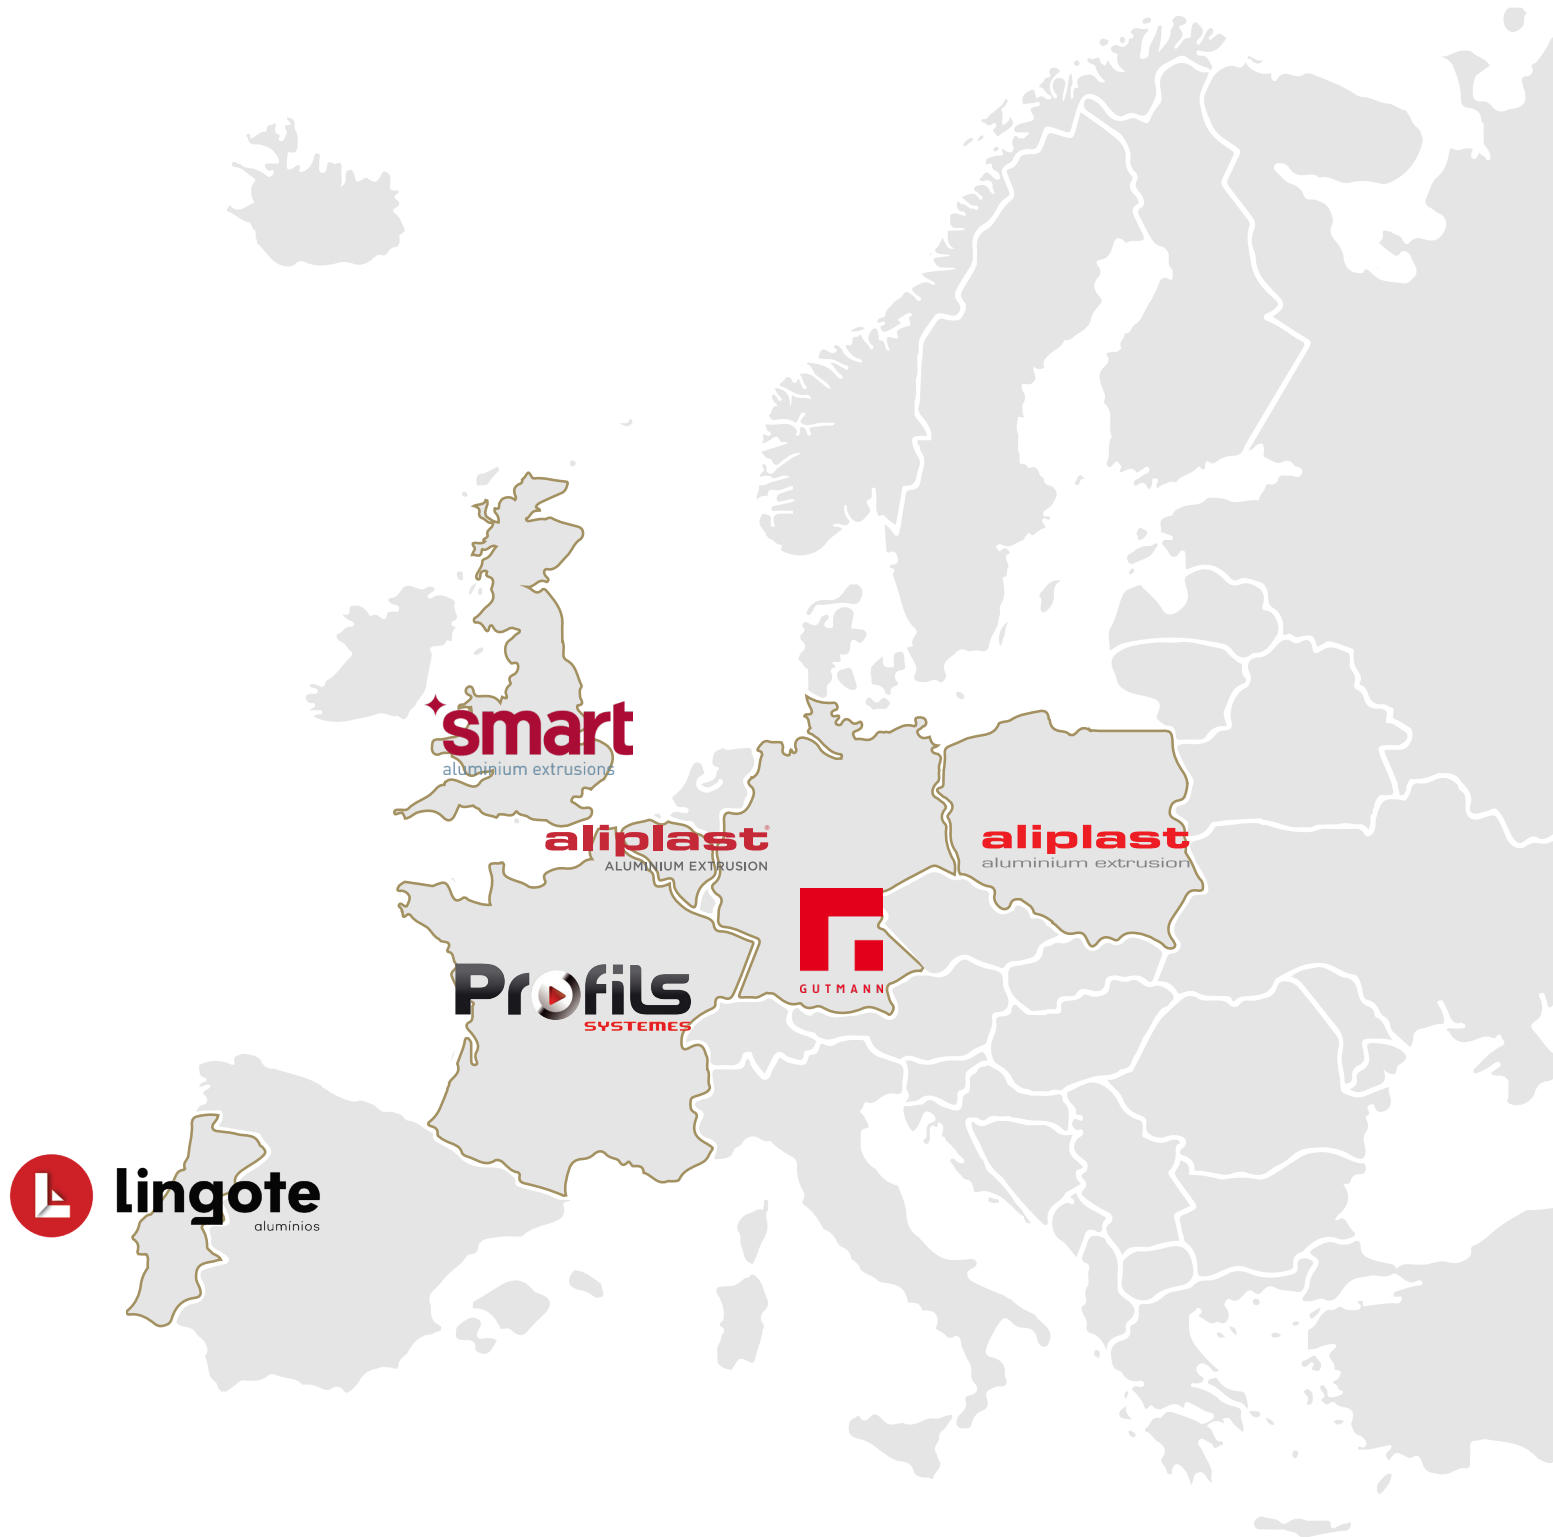 smart
aluminium extrusions
aliplast®
ALUMINIUM EXTRUSION
aliplast
aluminium extrusion
GUTMANN
Profils
SYSTEMES
lingote
alumínios